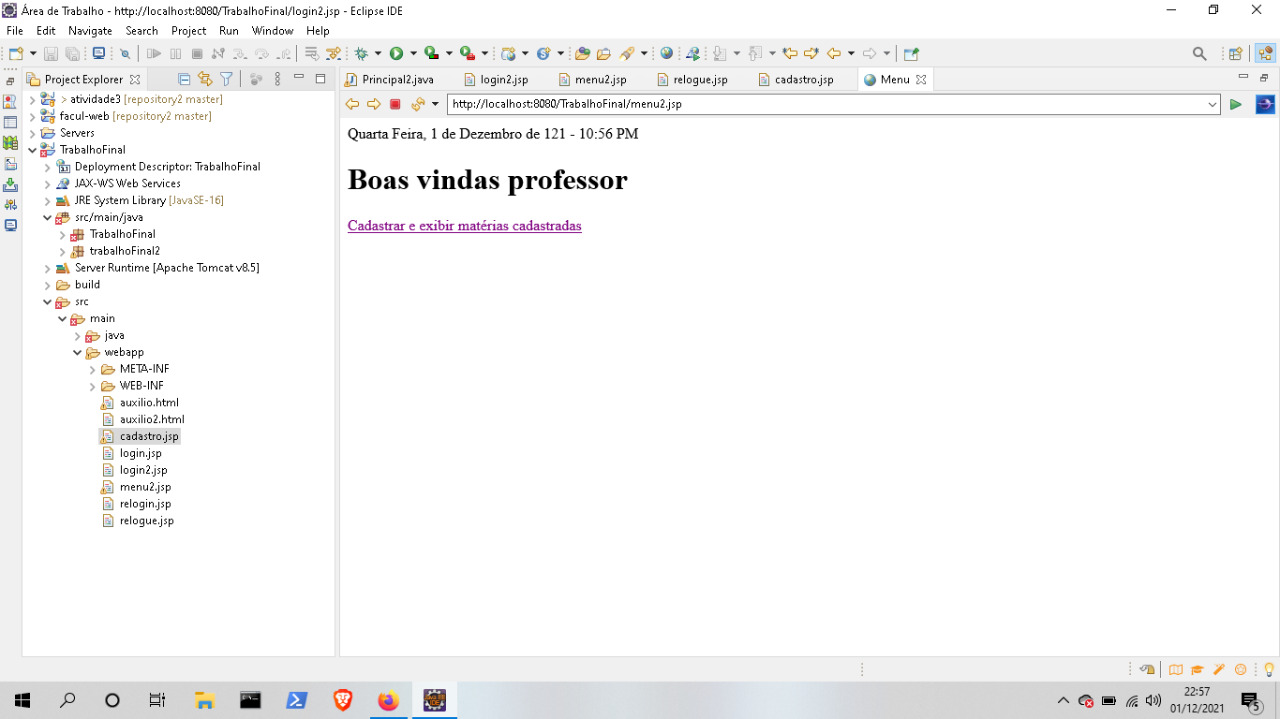 Área de Trabalho - http://localhost:8080/TrabalhoFinal/login2.jsp - Eclipse IDE
File Edit Navigate Search Project Run Window Help
Project Explorer
Principal2.java login2.jsp menu2.jsp relogue.jsp cadastro.jsp Menu
http://localhost:8080/TrabalhoFinal/menu2.jsp
> atividade3 [repository2 master]
facul-web [repository2 master]
Servers
TrabalhoFinal
Deployment Descriptor: TrabalhoFinal
JAX-WS Web Services
JRE System Library [JavaSE-16]
src/main/java
TrabalhoFinal
trabalhoFinal2
Server Runtime [Apache Tomcat v8.5]
build
src
main
java
webapp
META-INF
WEB-INF
auxilio.html
auxilio2.html
cadastro.jsp
login.jsp
login2.jsp
menu2.jsp
relogin.jsp
relogue.jsp
Quarta Feira, 1 de Dezembro de 121 - 10:56 PM
Boas vindas professor
Cadastrar e exibir matérias cadastradas
22:57
01/12/2021
5